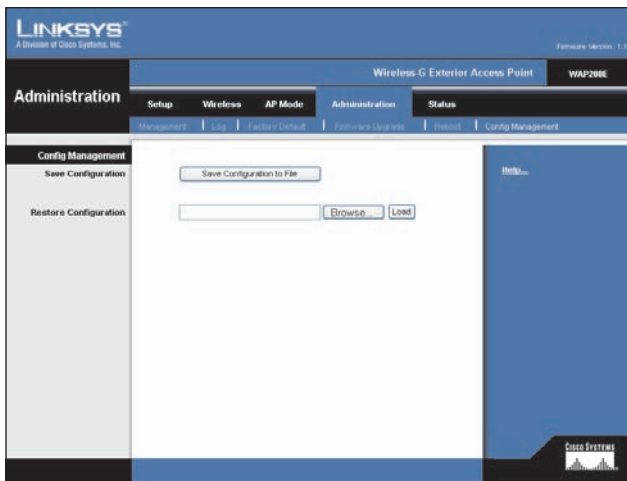 LINKSYS®
A Division of Cisco Systems, Inc.
Firmware Version: 1.1
Wireless-G Exterior Access Point
WAP200E
Administration
Setup Wireless AP Mode Administration Status
Management | Log | Factory Default | Firmware Upgrade | Reboot | Config Management
Config Management
Save Configuration
Save Configuration to File
Help...
Restore Configuration
Browse...
Load
CISCO SYSTEMS